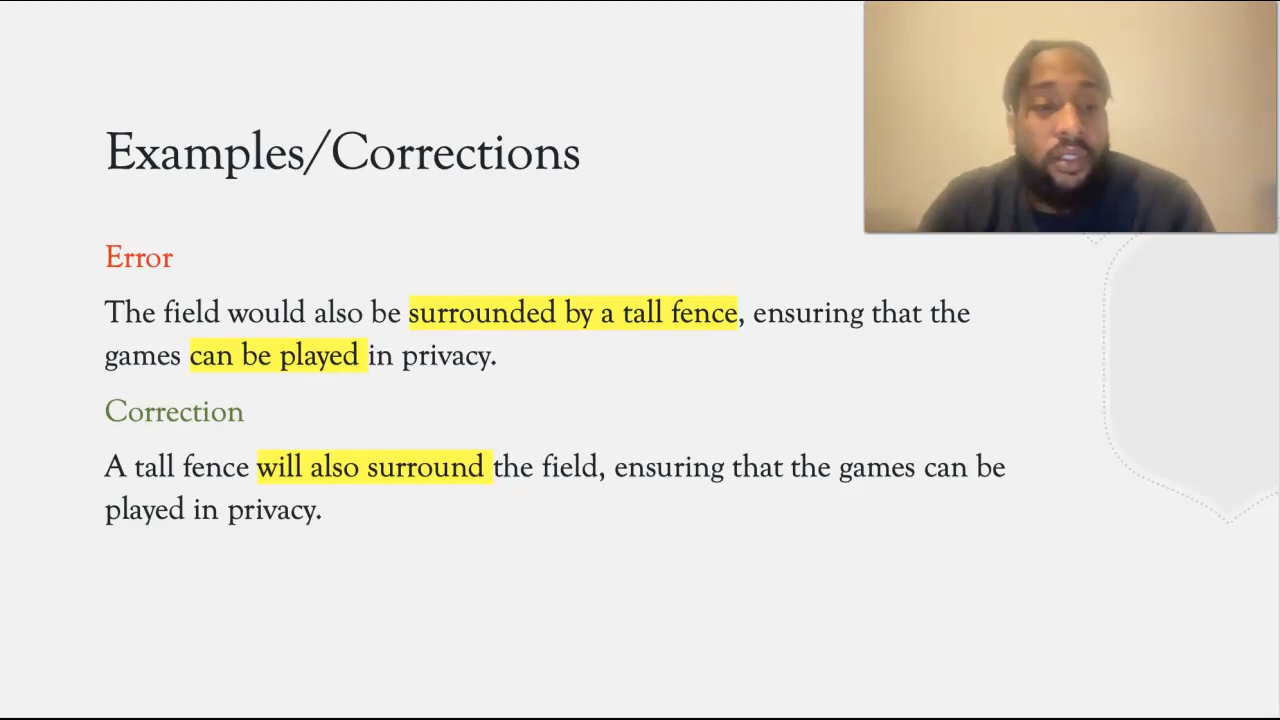 Examples/Corrections
Error
The field would also be surrounded by a tall fence, ensuring that the
games can be played in privacy.
Correction
A tall fence will also surround the field, ensuring that the games can be
played in privacy.